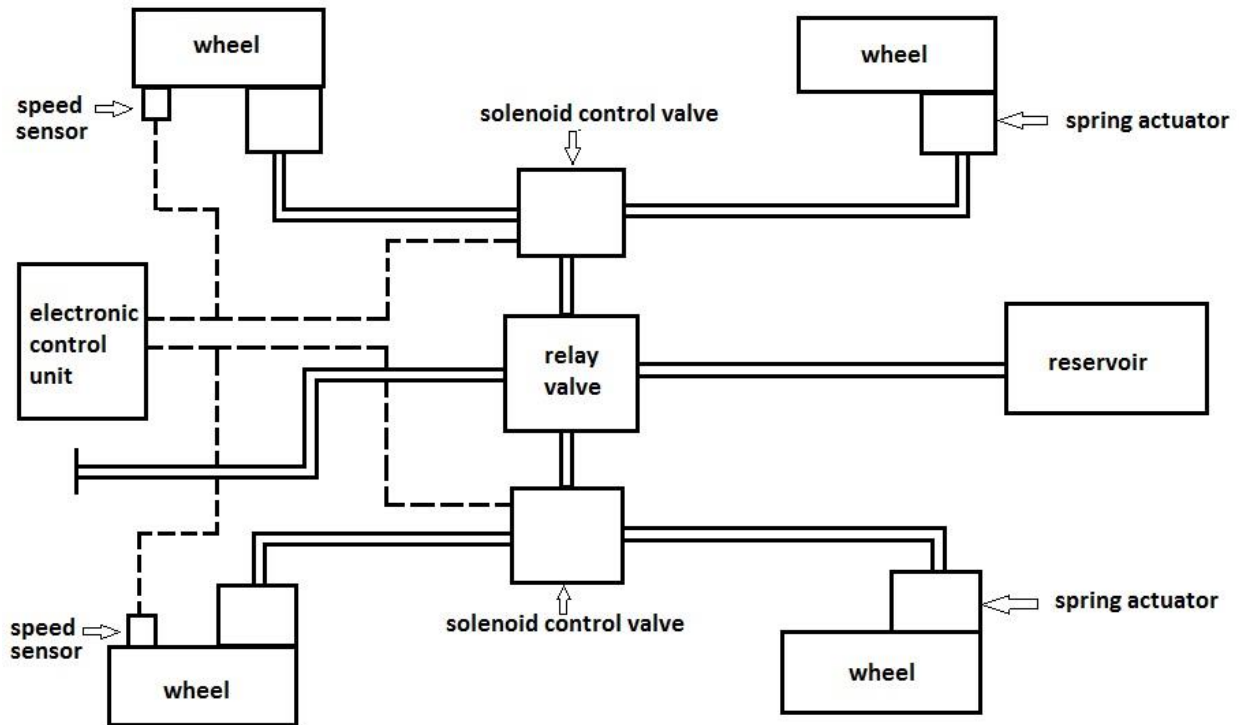 wheel
wheel
speed
sensor
solenoid control valve
spring actuator
electronic
control
unit
relay
valve
reservoir
spring actuator
speed
sensor
solenoid control valve
wheel
wheel